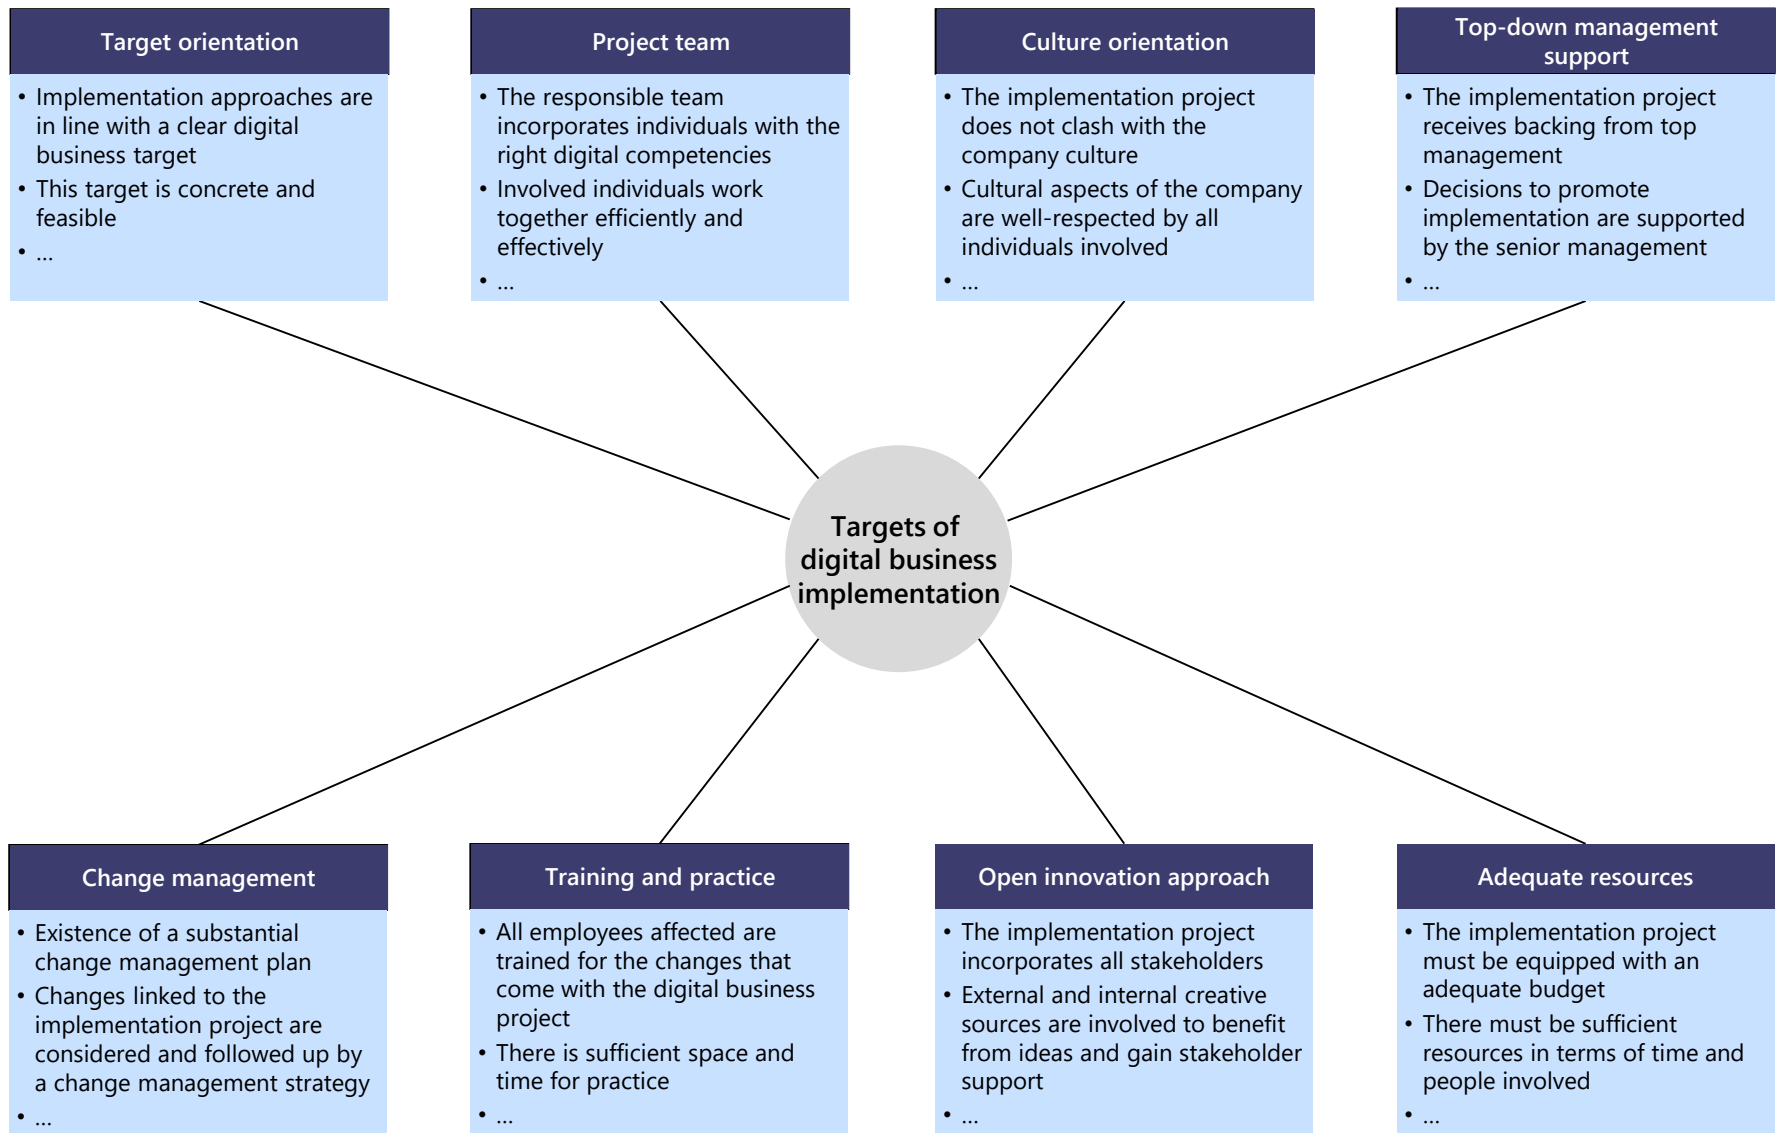 Target orientation
• Implementation approaches are
in line with a clear digital
business target
• This target is concrete and
feasible
• ...
Project team
• The responsible team
incorporates individuals with the
right digital competencies
• Involved individuals work
together efficiently and
effectively
• ...
Culture orientation
• The implementation project
does not clash with the
company culture
• Cultural aspects of the company
are well-respected by all
individuals involved
• ...
Top-down management
support
• The implementation project
receives backing from top
management
• Decisions to promote
implementation are supported
by the senior management
• ...
Targets of
digital business
implementation
Change management
• Existence of a substantial
change management plan
• Changes linked to the
implementation project are
considered and followed up by
a change management strategy
• ...
Training and practice
• All employees affected are
trained for the changes that
come with the digital business
project
• There is sufficient space and
time for practice
• ...
Open innovation approach
• The implementation project
incorporates all stakeholders
• External and internal creative
sources are involved to benefit
from ideas and gain stakeholder
support
• ...
Adequate resources
• The implementation project
must be equipped with an
adequate budget
• There must be sufficient
resources in terms of time and
people involved
• ...